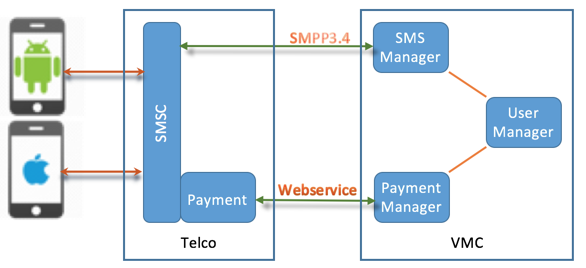 SMPP3.4
SMS
Manager
SMSC
User
Manager
Webservice
Payment
Payment
Manager
Telco
VMC